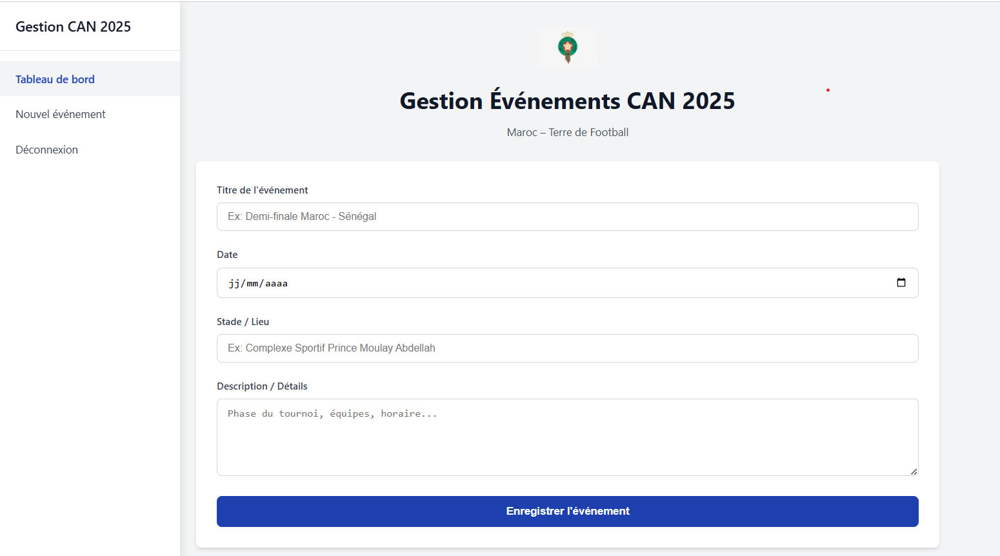 Gestion CAN 2025
Tableau de bord
Nouvel événement
Déconnexion
Gestion Événements CAN 2025
Maroc – Terre de Football
Titre de l'événement
Ex: Demi-finale Maroc - Sénégal
Date
jj/mm/aaaa
Stade / Lieu
Ex: Complexe Sportif Prince Moulay Abdellah
Description / Détails
Phase du tournoi, équipes, horaire...
Enregistrer l'événement